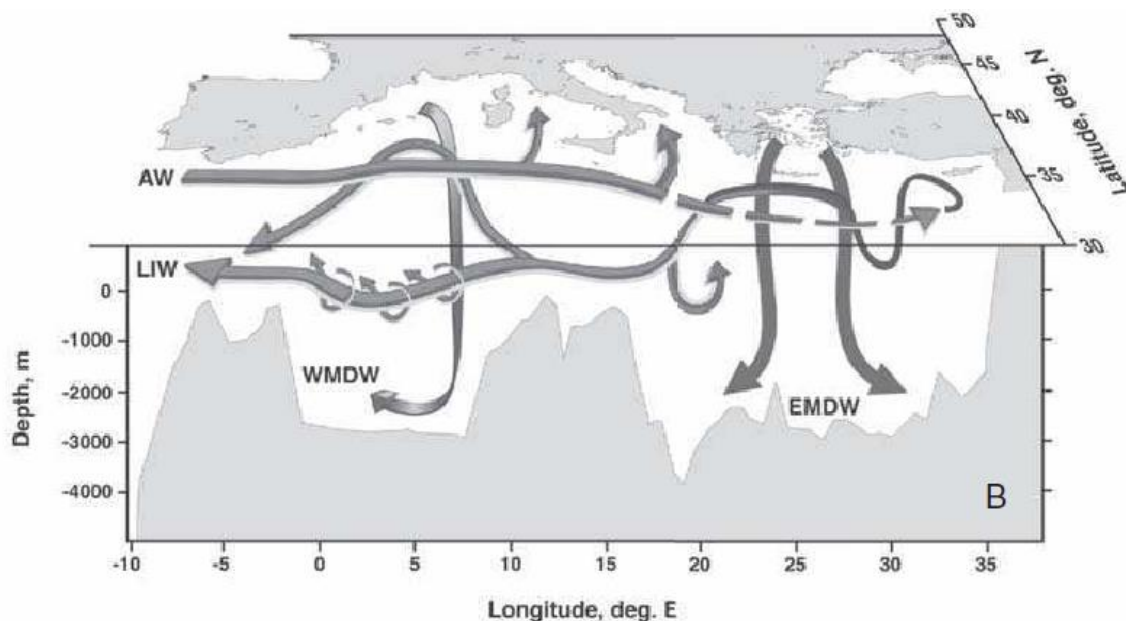 50
45
40
35
30
Latitude, deg. N
AW
LIW
0
-1000
-2000
-3000
-4000
Depth, m
WMDW
EMDW
B
-10 -5 0 5 10 15 20 25 30 35
Longitude, deg. E